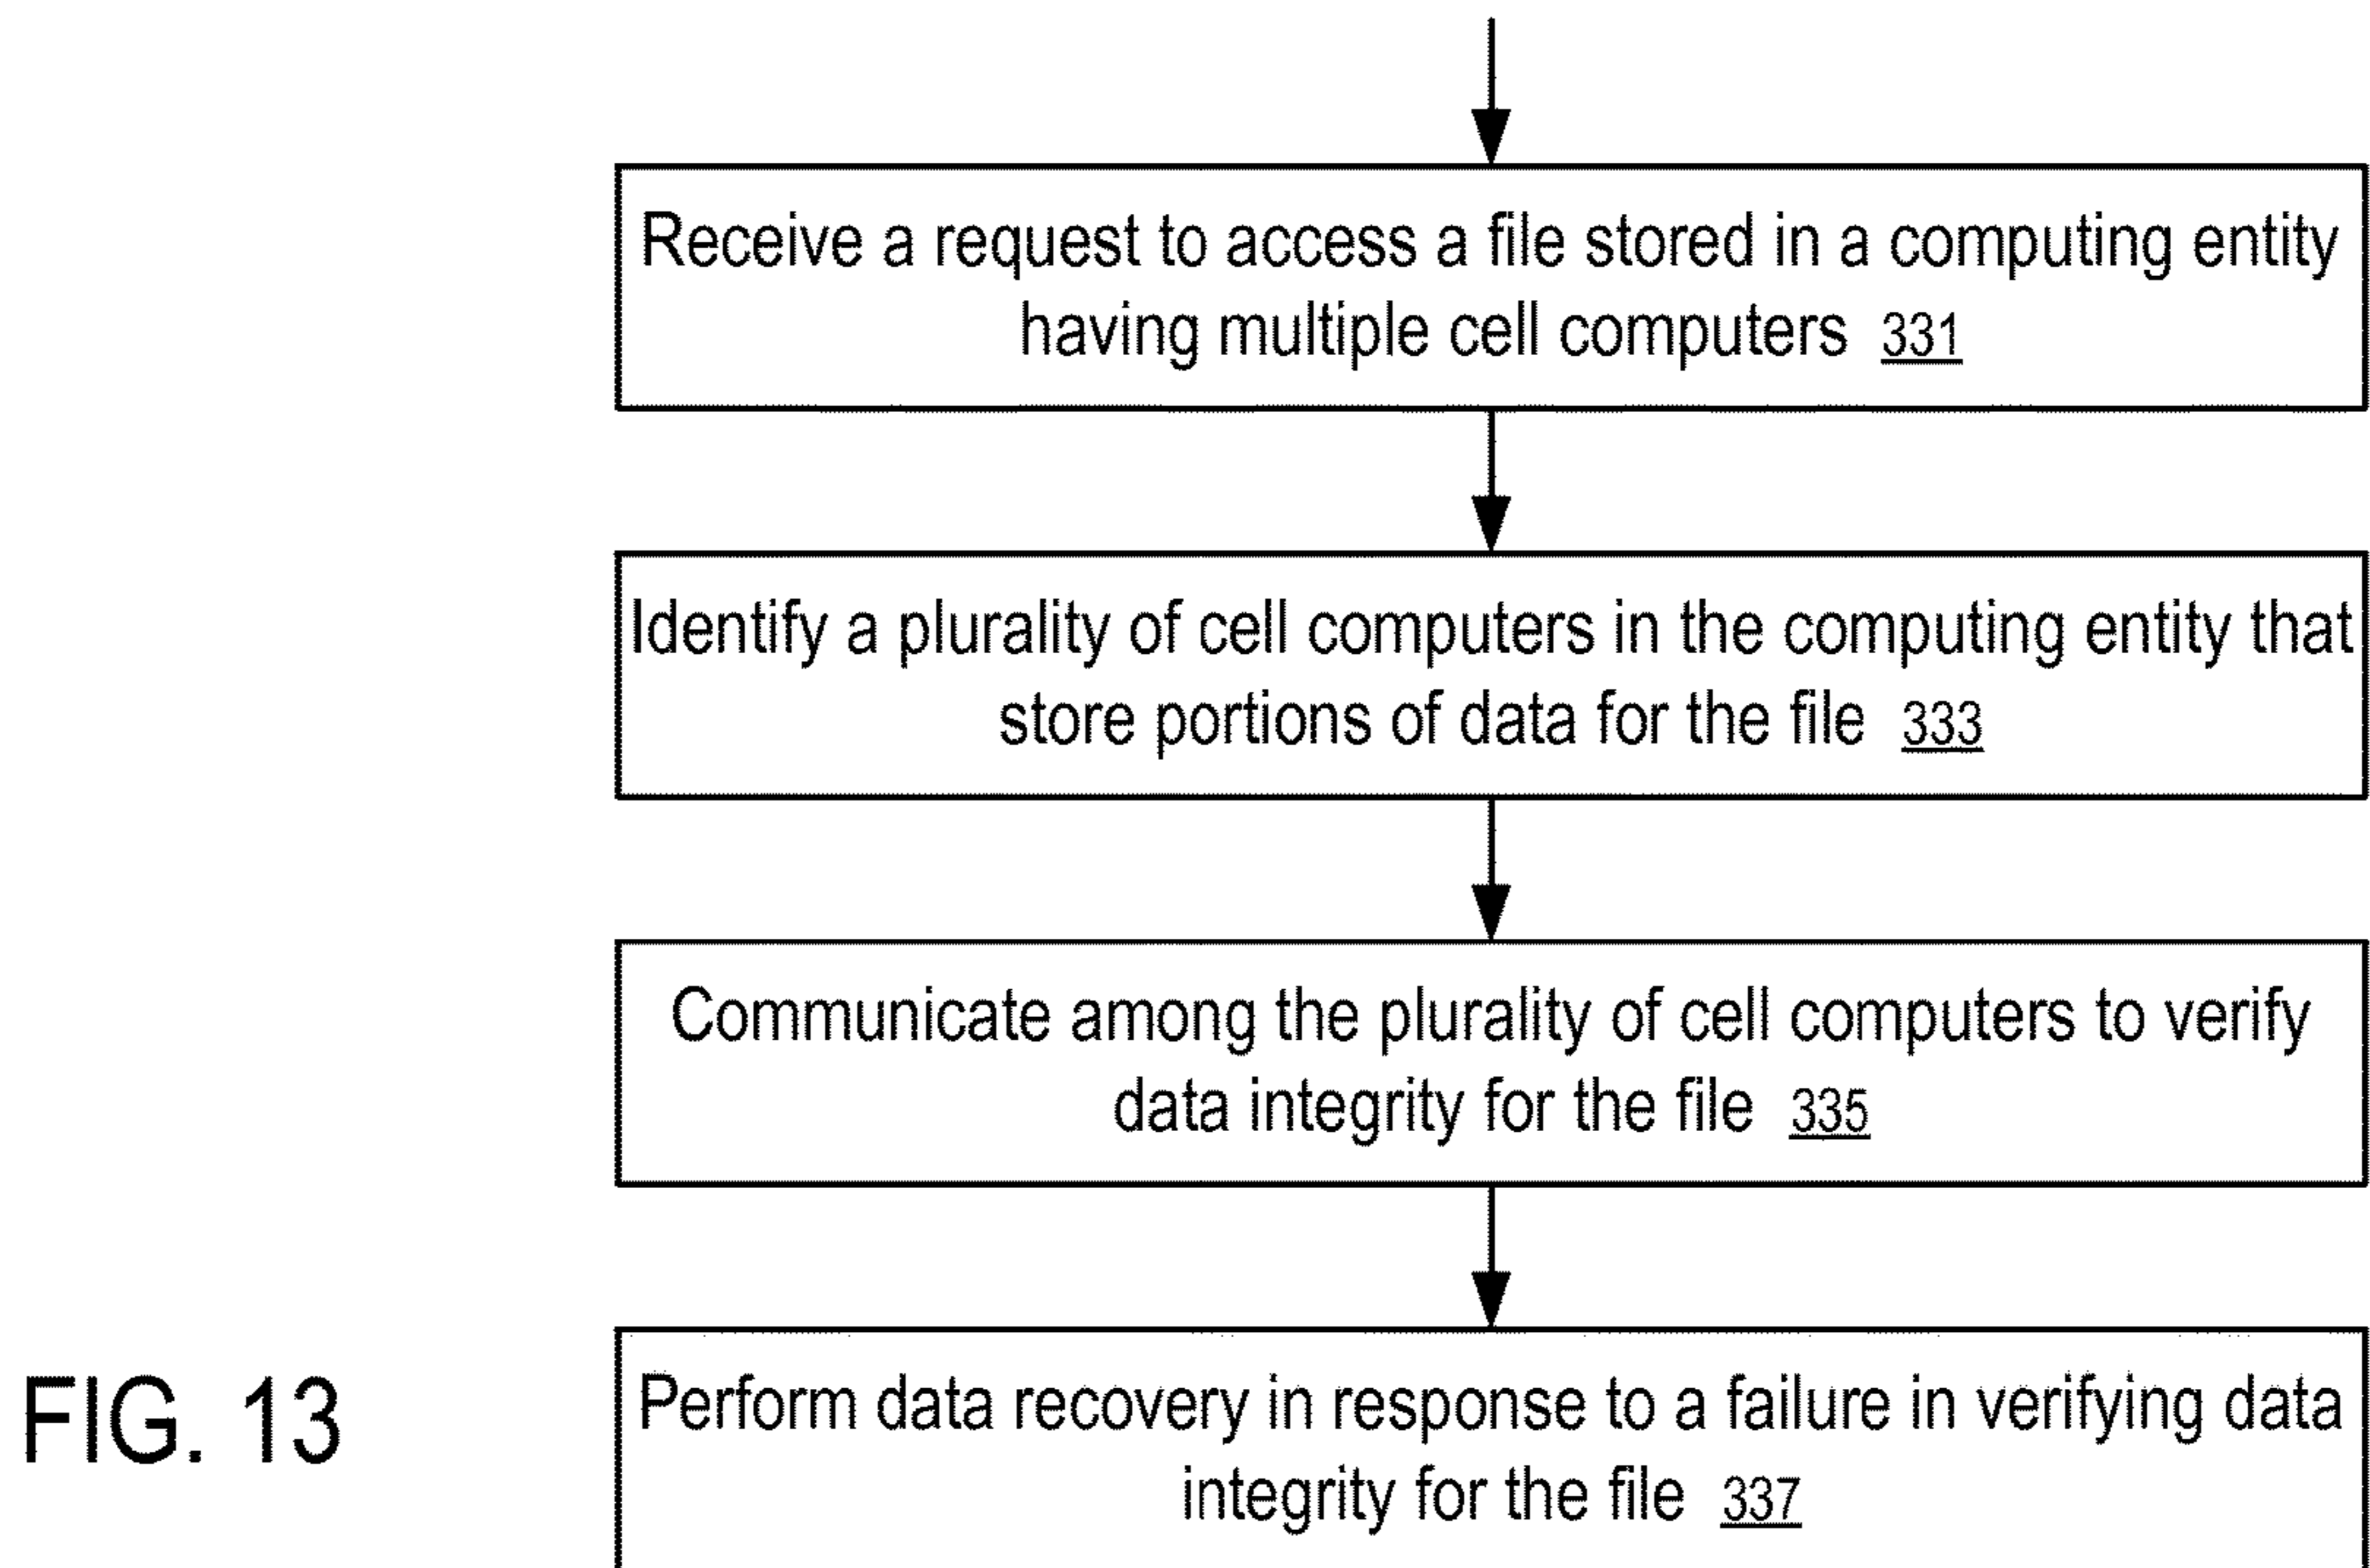 Receive a request to access a file stored in a computing entity
having multiple cell computers 331
Identify a plurality of cell computers in the computing entity that
store portions of data for the file 333
Communicate among the plurality of cell computers to verify
data integrity for the file 335
Perform data recovery in response to a failure in verifying data
integrity for the file 337
FIG. 13